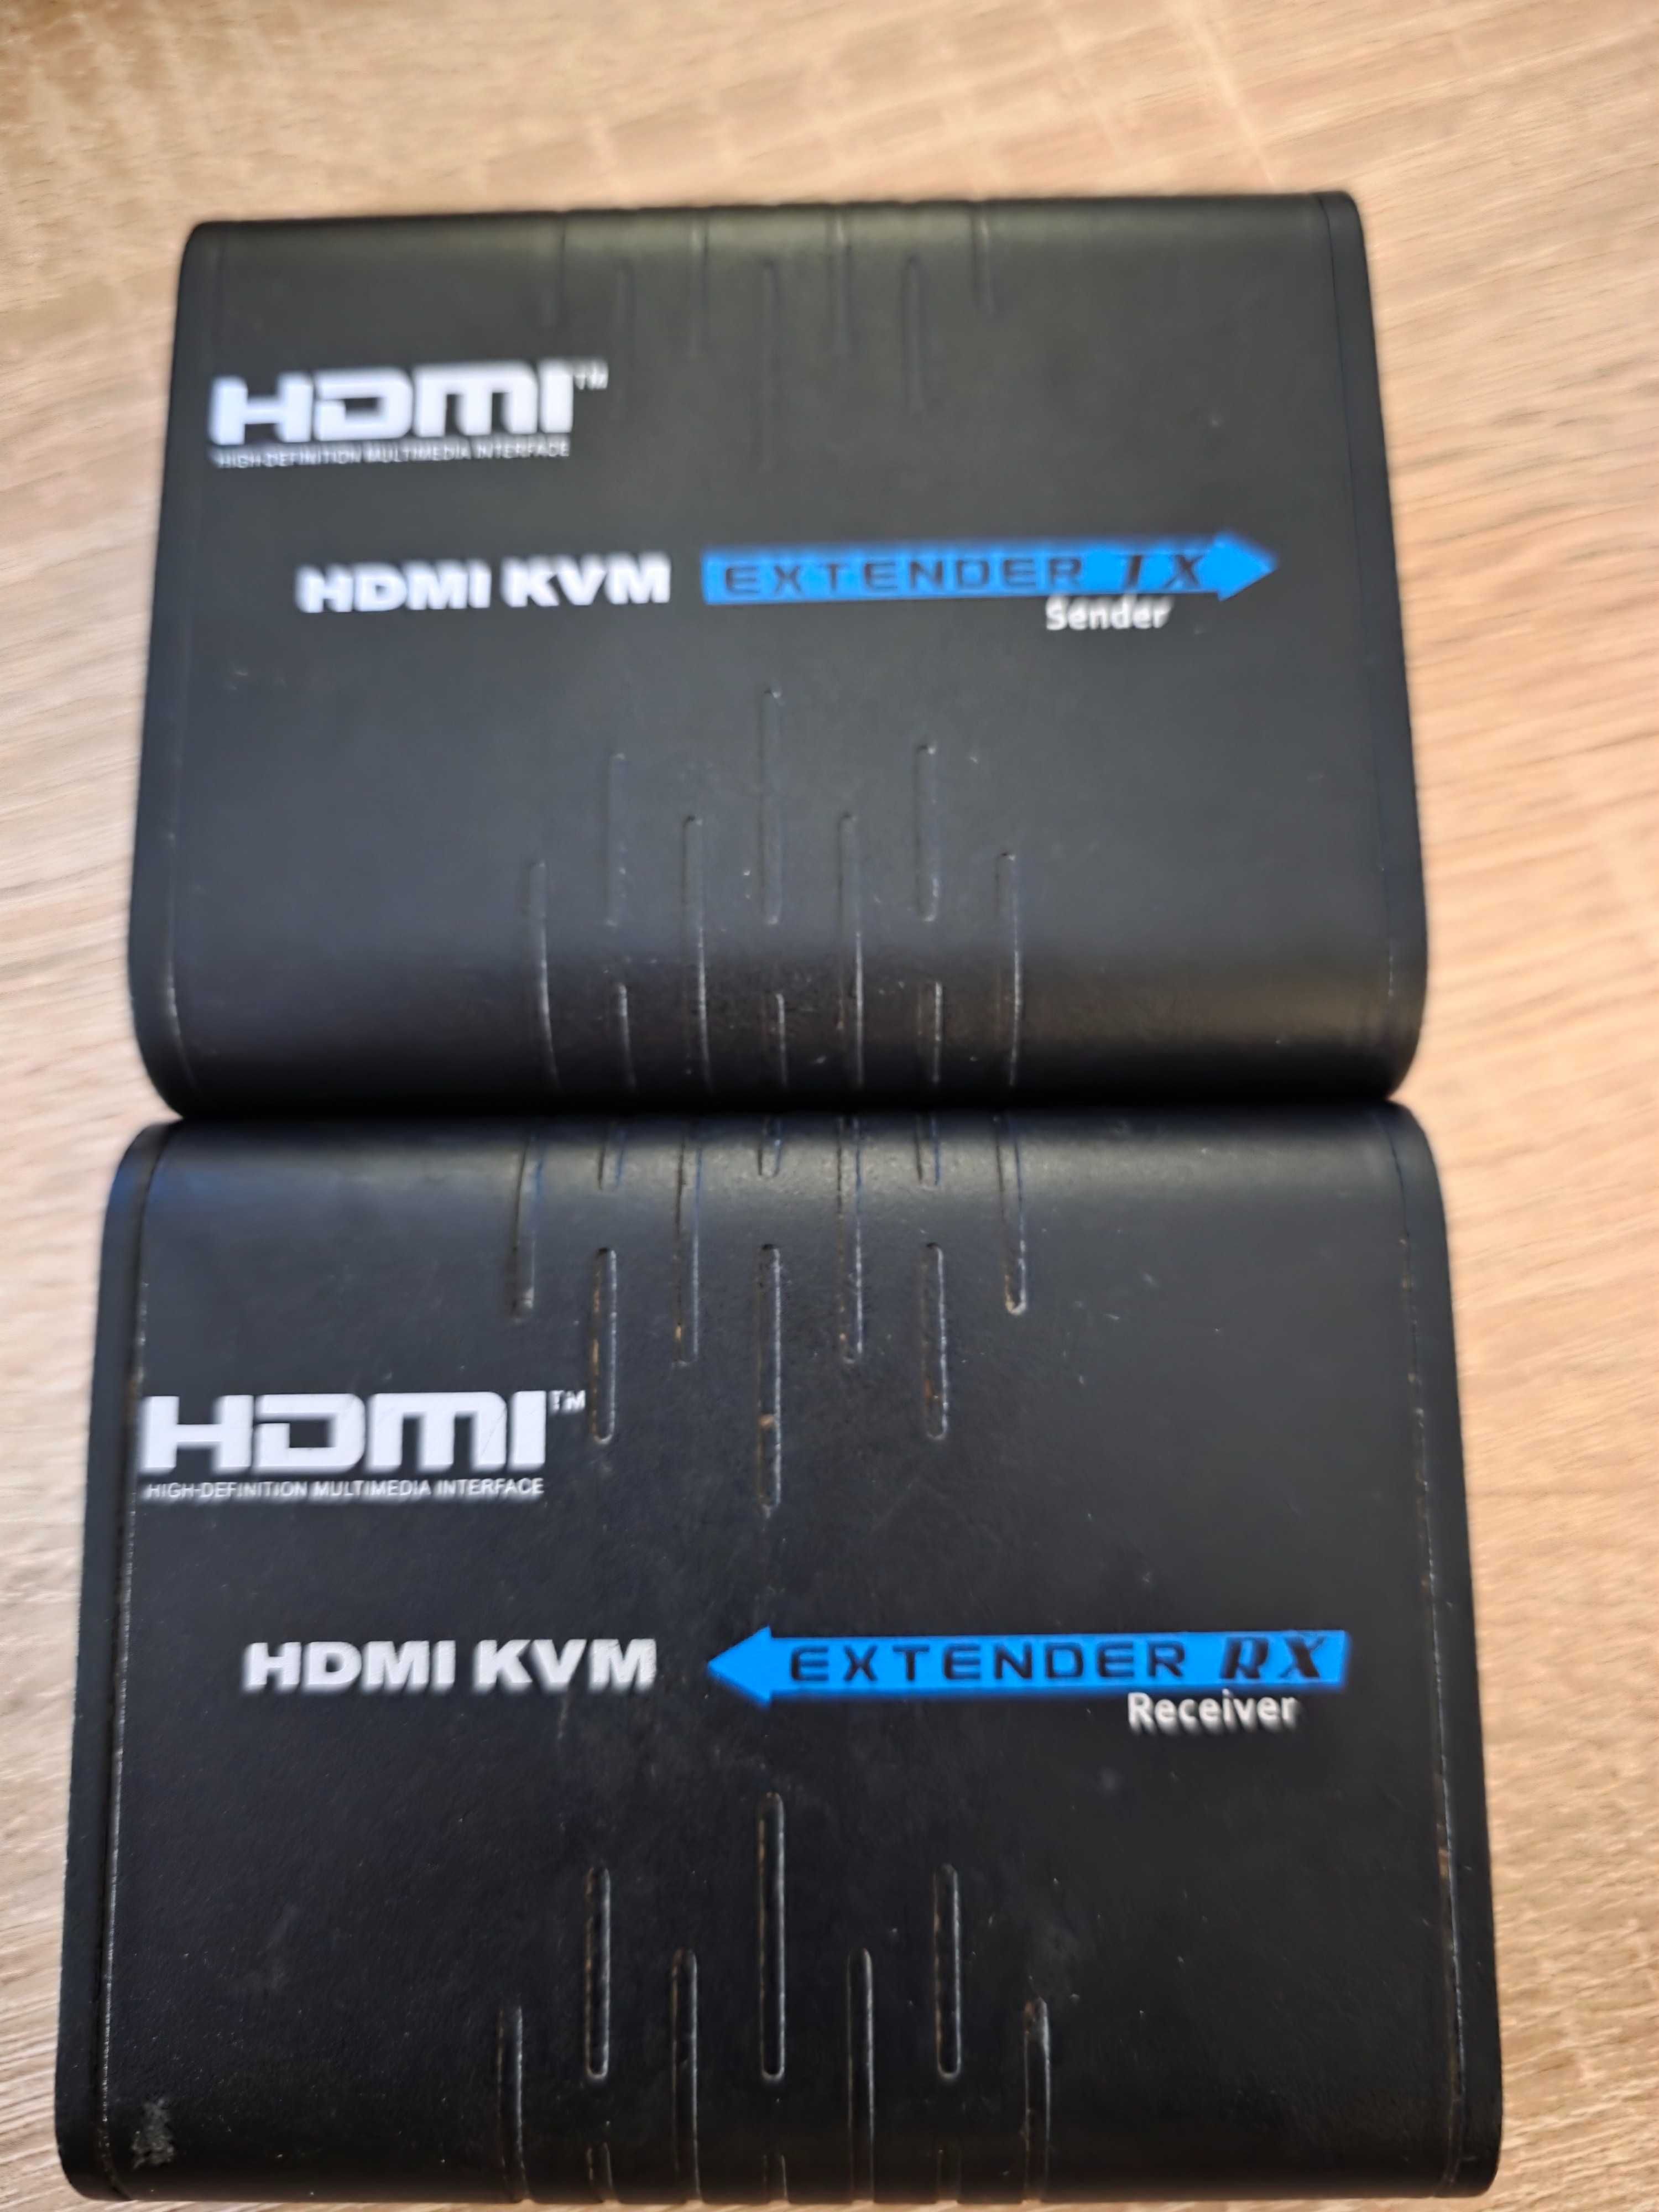 HDMI™
HIGH-DEFINITION MULTIMEDIA INTERFACE
HDMI KVM EXTENDER TX
Sender
HDMI™
HIGH-DEFINITION MULTIMEDIA INTERFACE
HDMI KVM EXTENDER RX
Receiver